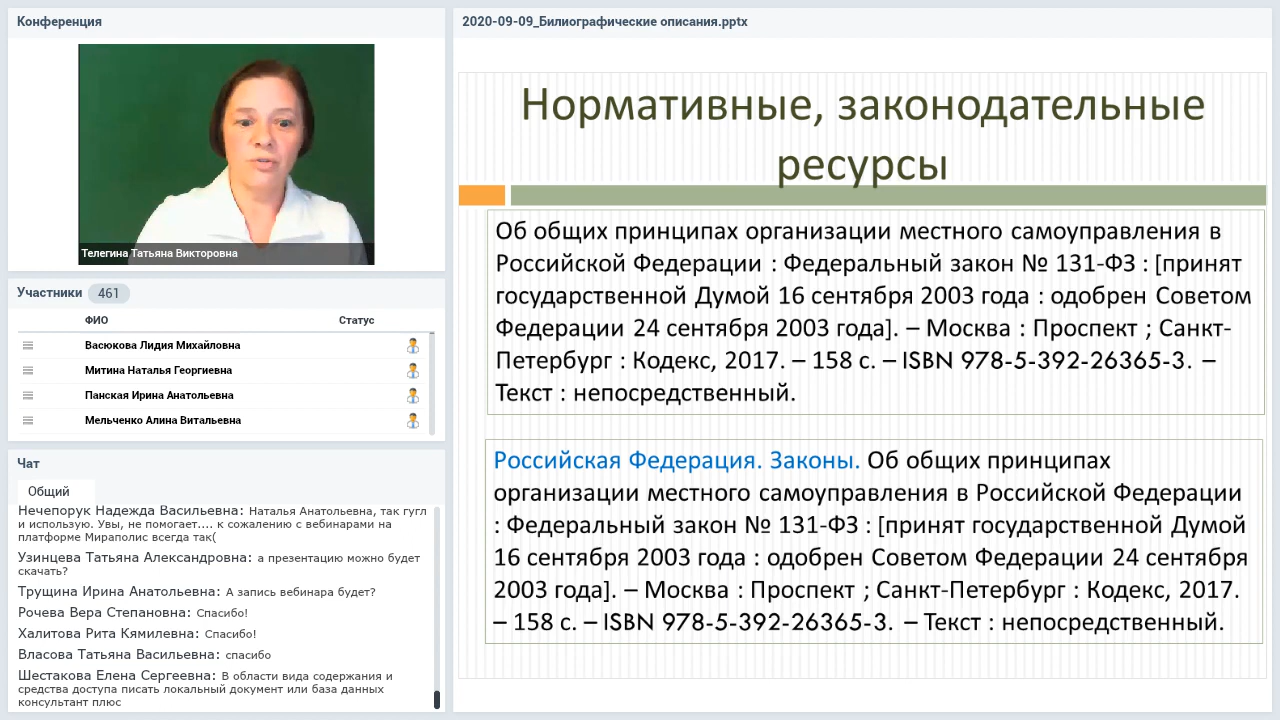 Конференция
Телегина Татьяна Викторовна
Участники 461
ФИО Статус
Васюкова Лидия Михайловна
Митина Наталья Георгиевна
Панская Ирина Анатольевна
Мельченко Алина Витальевна
Чат
Общий
Нечепорук Надежда Васильевна: Наталья Анатольевна, так гугл
и использую. Увы, не помогает.... к сожалению с вебинарами на
платформе Мираполис всегда так(
Узинцева Татьяна Александровна: а презентацию можно будет
скачать?
Трущина Ирина Анатольевна: А запись вебинара будет?
Рочева Вера Степановна: Спасибо!
Халитова Рита Кямилевна: Спасибо!
Власова Татьяна Васильевна: спасибо
Шестакова Елена Сергеевна: В области вида содержания и
средства доступа писать локальный документ или база данных
консультант плюс
2020-09-09_Билиографические описания.pptx
Нормативные, законодательные
ресурсы
Об общих принципах организации местного самоуправления в
Российской Федерации : Федеральный закон № 131-ФЗ : [принят
государственной Думой 16 сентября 2003 года : одобрен Советом
Федерации 24 сентября 2003 года]. – Москва : Проспект ; Санкт-
Петербург : Кодекс, 2017. – 158 с. – ISBN 978-5-392-26365-3. –
Текст : непосредственный.
Российская Федерация. Законы. Об общих принципах
организации местного самоуправления в Российской Федерации
: Федеральный закон № 131-ФЗ : [принят государственной Думой
16 сентября 2003 года : одобрен Советом Федерации 24 сентября
2003 года]. – Москва : Проспект ; Санкт-Петербург : Кодекс, 2017.
– 158 с. – ISBN 978-5-392-26365-3. – Текст : непосредственный.